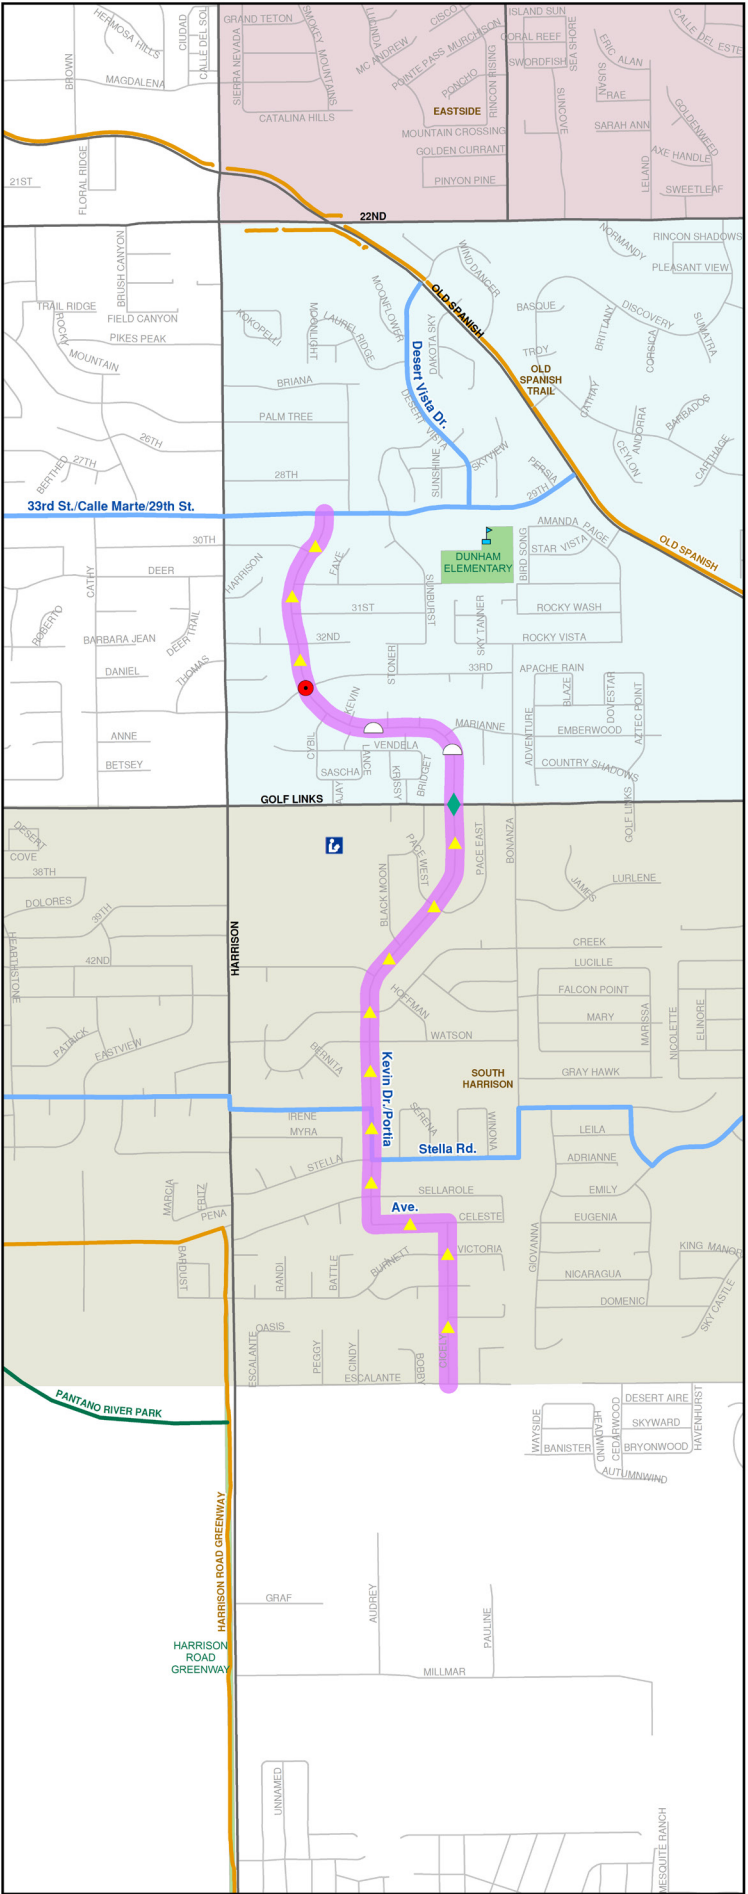 HERMOSA HILLS
CIUDAD
CALLE DEL SOL
BROWN
MAGDALENA
GRAND TETON
SIERRA NEVADA
SMOKEY MOUNTAINS
CATALINA HILLS
LUCINDA
MC ANDREW
CISCO
POINTE PASS
MURCHISON
PONCHO
RINCON RISING
EASTSIDE
MOUNTAIN CROSSING
GOLDEN CURRANT
PINYON PINE
ISLAND SUN
CORAL REEF
SWORDFISH
SEA SHORE
SUNCOVE
ERIC
ALAN
SUSAN
RAE
SARAH ANN
CALLE DEL ESTE
GOLDENWEED
AXE HANDLE
LELAND
SWEETLEAF
21ST
FLORAL RIDGE
22ND
BRUSH CANYON
TRAIL RIDGE
FIELD CANYON
ROCKY
MOUNTAIN
PIKES PEAK
26TH
27TH
BERTHED
KOKOPELLI
MOONLIGHT
LAUREL RIDGE
MOONFLOWER
WIND DANCER
DAKOTA SKY
OLD SPANISH
BRIANA
PALM TREE
28TH
Desert Vista Dr.
DESERT VISTA
SUNSHINE
SKYVIEW
NORMANDY
RINCON SHADOWS
PLEASANT VIEW
BASQUE
DISCOVERY
BRITTANY
CORSICA
SUMATRA
TROY
OLD
SPANISH
TRAIL
CATHAY
ANDORRA
BARBADOS
CEYLON
CARTHAGE
PERSIA
29TH
33rd St./Calle Marte/29th St.
30TH
HARRISON
FAYE
DUNHAM
ELEMENTARY
BIRD SONG
AMANDA
PAIGE
STAR VISTA
OLD SPANISH
DEER
CATHY
ROBERTO
BARBARA JEAN
DEER TRAIL
DANIEL
THOMAS
ANNE
BETSEY
31ST
SUNBURST
32ND
STONER
SKY TANNER
33RD
ROCKY WASH
ROCKY VISTA
APACHE RAIN
BLAZE
DOVESTAR
AZTEC POINT
KEVIN
MARIANNE
ADVENTURE
EMBERWOOD
COUNTRY SHADOWS
CYBIL
LANCE
VENDELA
SASCHA
KRISSY
BRIDGET
AJAY
GOLF LINKS
GOLF LINKS
DESERT
COVE
38TH
DOLORES
39TH
HEARTHSTONE
42ND
PATRICK
EASTVIEW
HARRISON
PACE WEST
PACE EAST
BONANZA
BLACK MOON
JAMES
LURLENE
CREEK
LUCILLE
FALCON POINT
MARY
MARISSA
NICOLETTE
ELINORE
GRAY HAWK
HOFFMAN
WATSON
BERNITA
Kevin Dr./Portia
SOUTH
HARRISON
IRENE
MYRA
SERENA
WINONA
STELLA
Stella Rd.
LEILA
ADRIANNE
EMILY
EUGENIA
SELLAROLE
Ave.
CELESTE
MARCIA
FRITZ
PENA
BARDUST
VICTORIA
BURNETT
RANDI
BATTLE
GIOVANNA
NICARAGUA
DOMENIC
KING MANOR
SKY CASTLE
OASIS
ESCALANTE
PEGGY
CINDY
ESCALANTE
BOBBY
CICELY
PANTANO RIVER PARK
WAYSIDE
BANISTER
HEADWIND
CEDARWOOD
DESERT AIRE
SKYWARD
BRYONWOOD
HAVENHURST
AUTUMNWIND
HARRISON ROAD GREENWAY
HARRISON
ROAD
GREENWAY
GRAF
AUDREY
PAULINE
MILLMAR
UNNAMED
MESQUITE RANCH